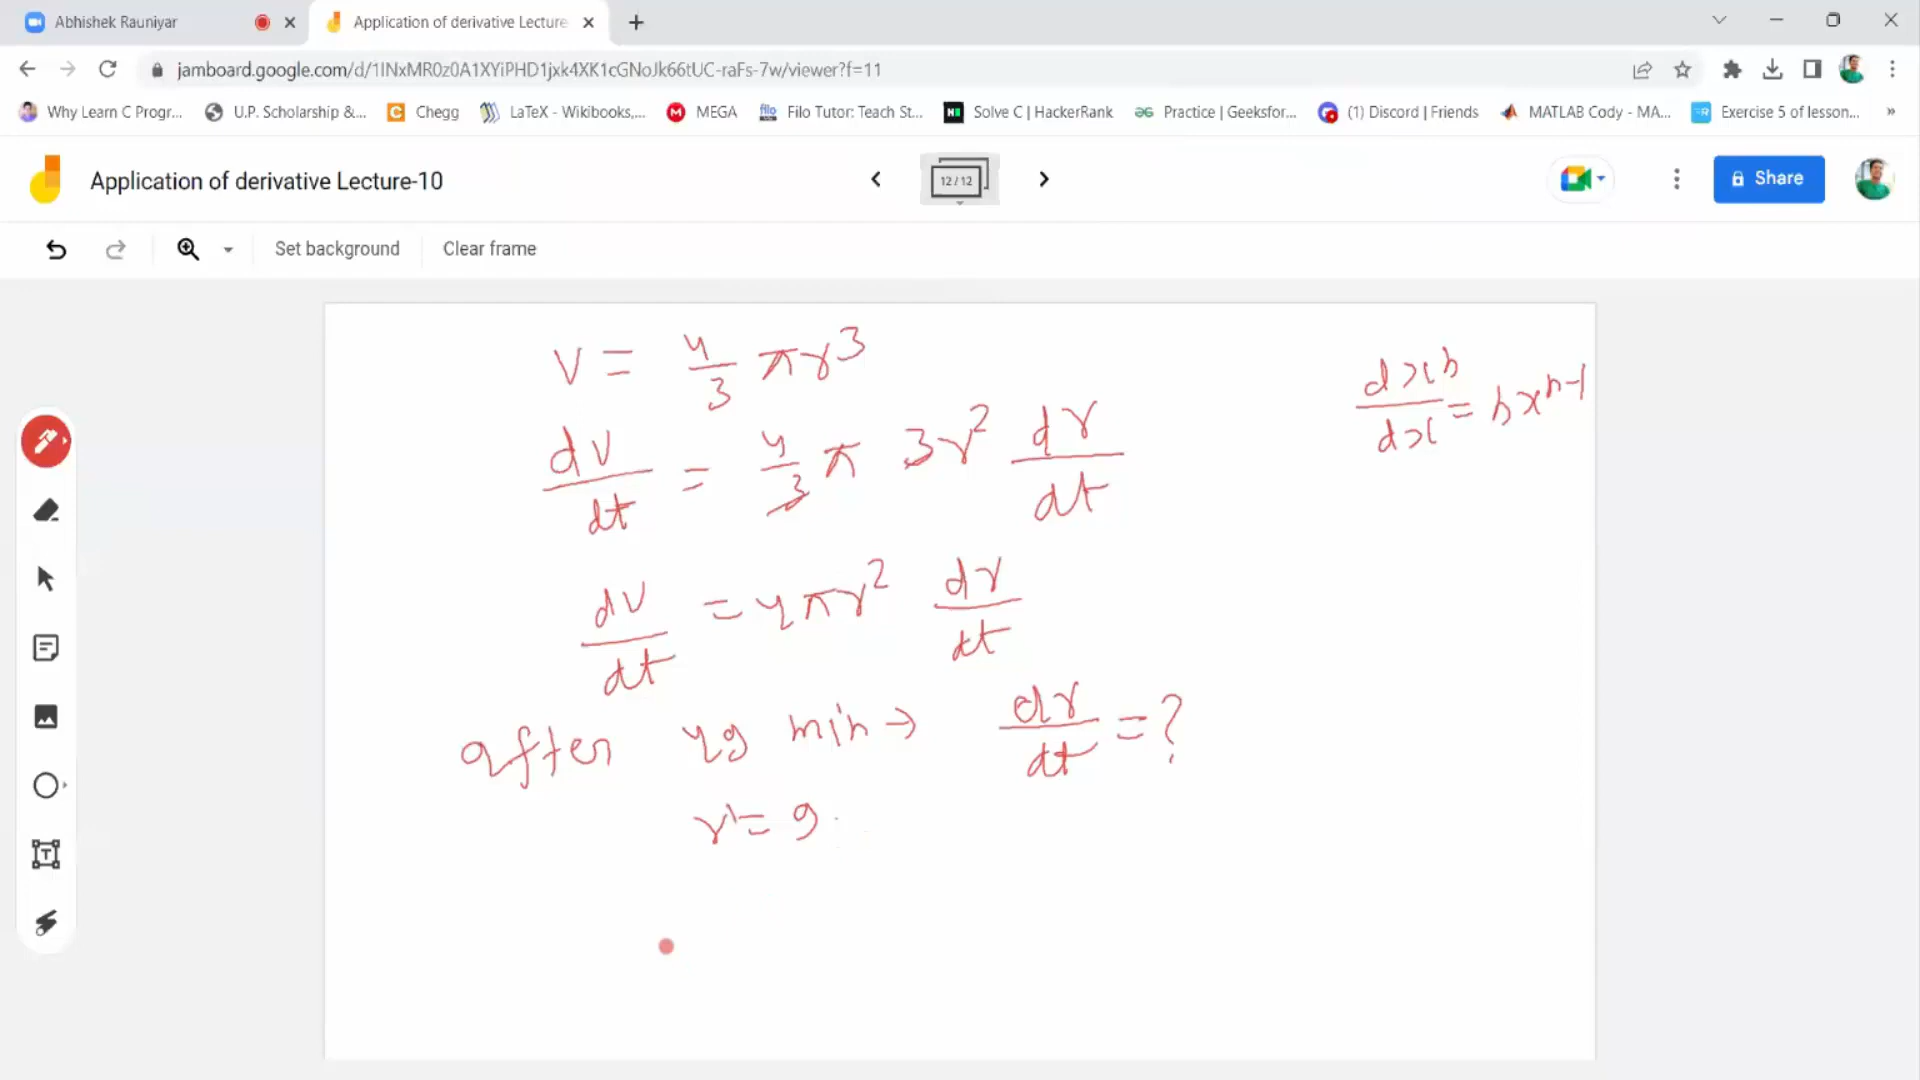 Abhishek Rauniyar
Application of derivative Lecture
jamboard.google.com/d/1INxMR0z0A1XYiPHD1jxk4XK1cGNoJk66tUC-raFs-7w/viewer?f=11
Why Learn C Progr... U.P. Scholarship &... Chegg LaTeX - Wikibooks,... MEGA Filo Tutor: Teach St... Solve C | HackerRank Practice | Geeksfor... (1) Discord | Friends MATLAB Cody - MA... Exercise 5 of lesson... »
Application of derivative Lecture-10
12 / 12
Share
Set background Clear frame
V = 4/3 πr³
dxⁿ/dx = nxⁿ⁻¹
dV/dt = 4/3 π 3r² dr/dt
dV/dt = 4πr² dr/dt
after 49 min → dr/dt = ?
r = 9